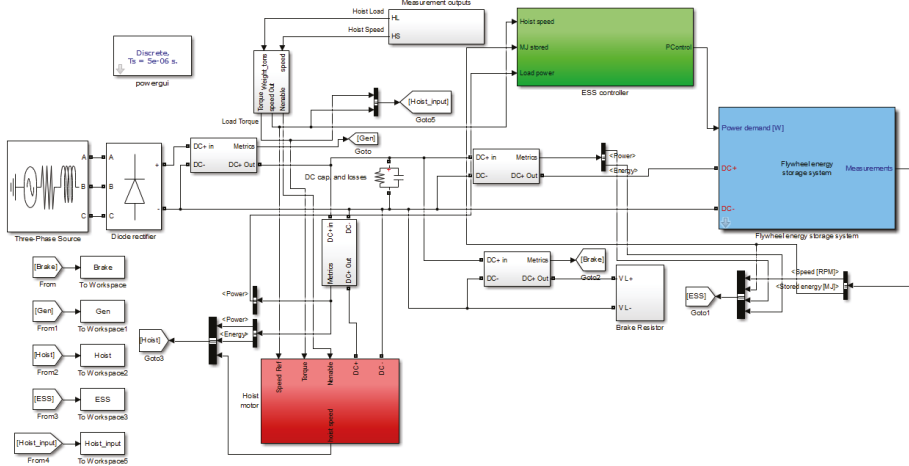 Measurement outputs
Hoist Load
HL
Hoist Speed
HS
Hoist speed
MJ stored
PControl
Load power
ESS controller
Discrete,
Ts = 5e-06 s.
powergui
Weight_tons
speed
Torque
speed Out
Nenable
Load Torque
[Hoist_input]
Goto5
[Gen]
Goto
Power demand [W]
Flywheel energy
storage system
Measurements
DC+
DC-
Flywheel energy storage system
A
B
C
A
B
C
+
-
Three-Phase Source
Diode rectifier
DC+ in
Metrics
DC-
DC+ Out
DC cap. and losses
DC+ in
Metrics
DC-
DC+ Out
<Power>
<Energy>
DC+ in
DC-
Metrics
DC+ Out
DC+ in
Metrics
DC-
DC+ Out
[Brake]
Goto2
V L+
V L-
Brake Resistor
<Speed [RPM]
<Stored energy [MJ]
[ESS]
Goto1
<Power>
<Power>
<Energy>
[Hoist]
Goto3
Speed Ref
Torque
Nenable
DC+
DC -
Hoist
motor
hoist speed
[Brake]
From
Brake
To Workspace
[Gen]
From1
Gen
To Workspace1
[Hoist]
From2
Hoist
To Workspace2
[ESS]
From3
ESS
To Workspace3
[Hoist_input]
From4
Hoist_input
To Workspace5